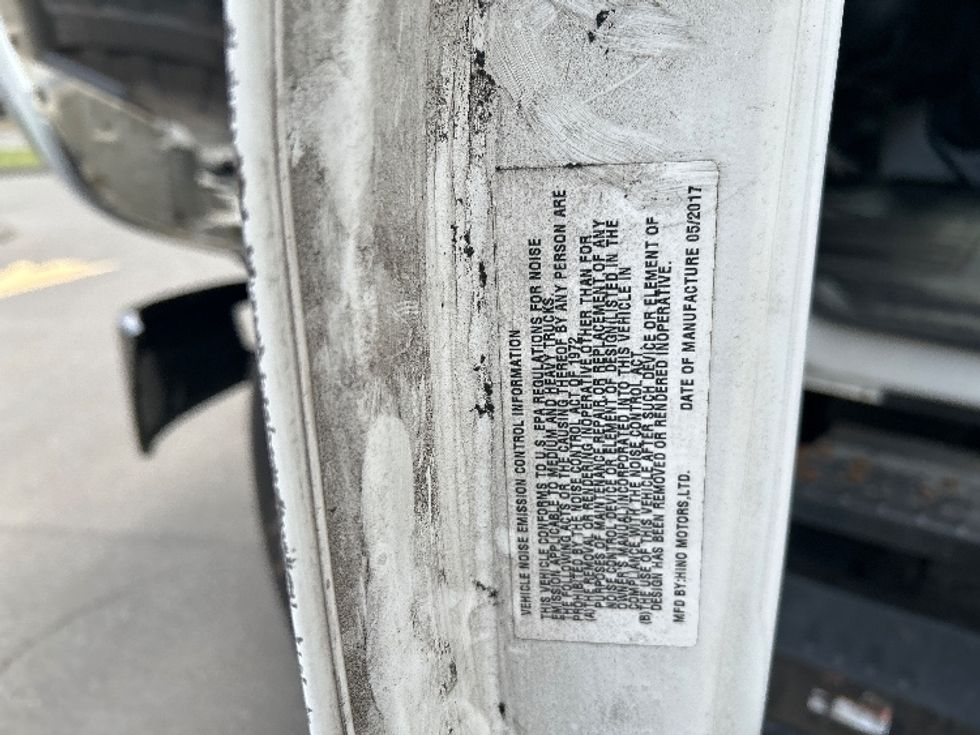 VEHICLE NOISE EMISSION CONTROL INFORMATION
THIS VEHICLE CONFORMS TO U.S. EPA REGULATIONS FOR NOISE
EMISSION APPLICABLE TO MEDIUM AND HEAVY TRUCKS.
THE FOLLOWING ACTS OR THE CAUSING THEREOF BY ANY PERSON ARE
PROHIBITED BY THE NOISE CONTROL ACT OF 1972.
(A) THE REMOVAL OR RENDERING INOPERATIVE, OTHER THAN FOR
PURPOSES OF MAINTENANCE, REPAIR, OR REPLACEMENT OF ANY
NOISE CONTROL DEVICE OR ELEMENT OF DESIGN (LISTED IN THE
OWNER'S MANUAL) INCORPORATED INTO THIS VEHICLE IN
COMPLIANCE WITH THE NOISE CONTROL ACT.
(B) THE USE OF THIS VEHICLE AFTER SUCH DEVICE OR ELEMENT OF
DESIGN HAS BEEN REMOVED OR RENDERED INOPERATIVE.
MFD BY:HINO MOTORS,LTD. DATE OF MANUFACTURE 05/2017